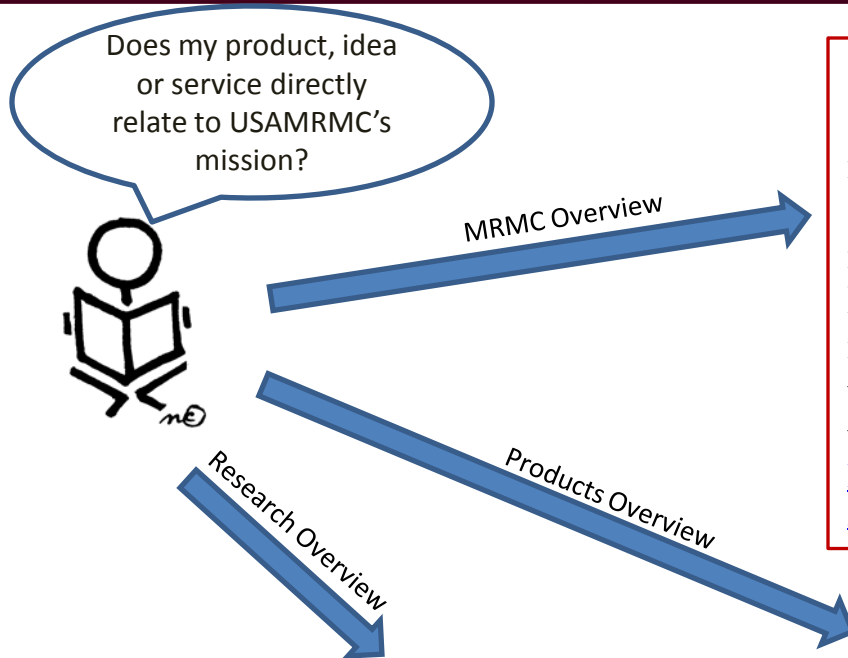 Does my product, idea
or service directly
relate to USAMRMC's
mission?
MRMC Overview
Products Overview
Research Overview